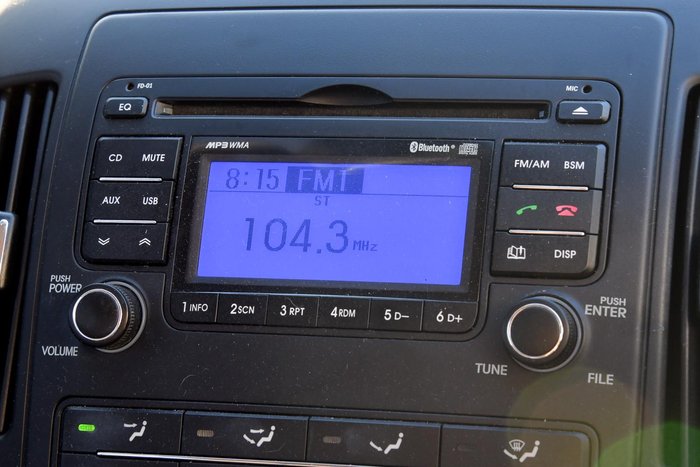 FD-01
MIC
EQ
MP3 WMA
Bluetooth®
CD MUTE
AUX USB
8:15 FMT
ST
104.3 MHz
FM/AM BSM
DISP
1 INFO 2 SCN 3 RPT 4 RDM 5 D− 6 D+
PUSH
POWER
VOLUME
PUSH
ENTER
TUNE
FILE